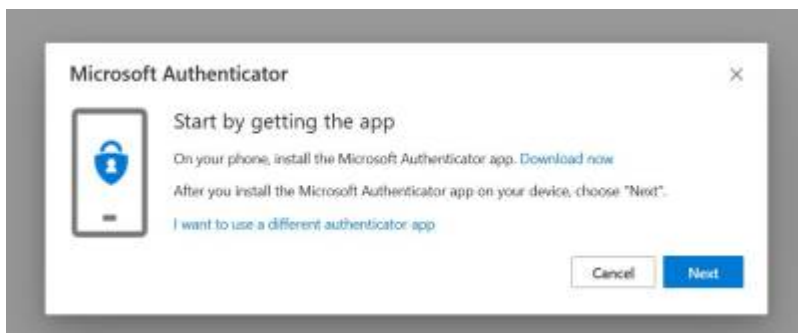 Microsoft Authenticator
Start by getting the app
On your phone, install the Microsoft Authenticator app. Download now
After you install the Microsoft Authenticator app on your device, choose "Next".
I want to use a different authenticator app
Cancel
Next